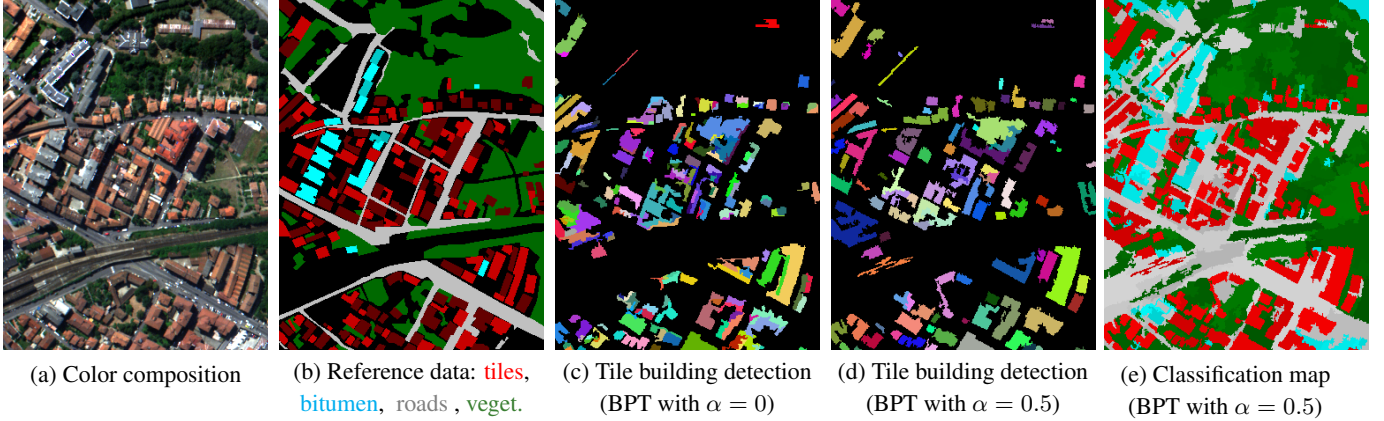 (a) Color composition
(b) Reference data: tiles,
bitumen, roads , veget.
(c) Tile building detection
(BPT with α = 0)
(d) Tile building detection
(BPT with α = 0.5)
(e) Classification map
(BPT with α = 0.5)